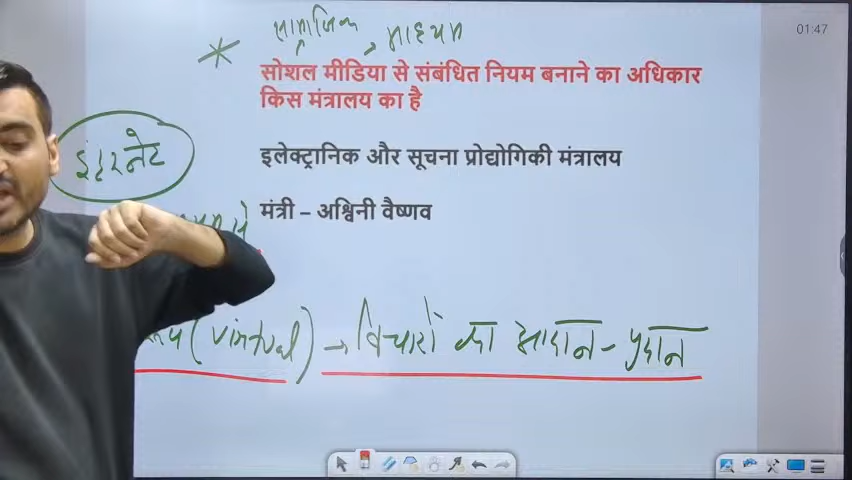 सामाजिक
माध्यम
01:47
सोशल मीडिया से संबंधित नियम बनाने का अधिकार
किस मंत्रालय का है
इंटरनेट
इलेक्ट्रानिक और सूचना प्रोद्योगिकी मंत्रालय
मंत्री – अश्विनी वैष्णव
से
(virtual) → विचारों का आदान - प्रदान